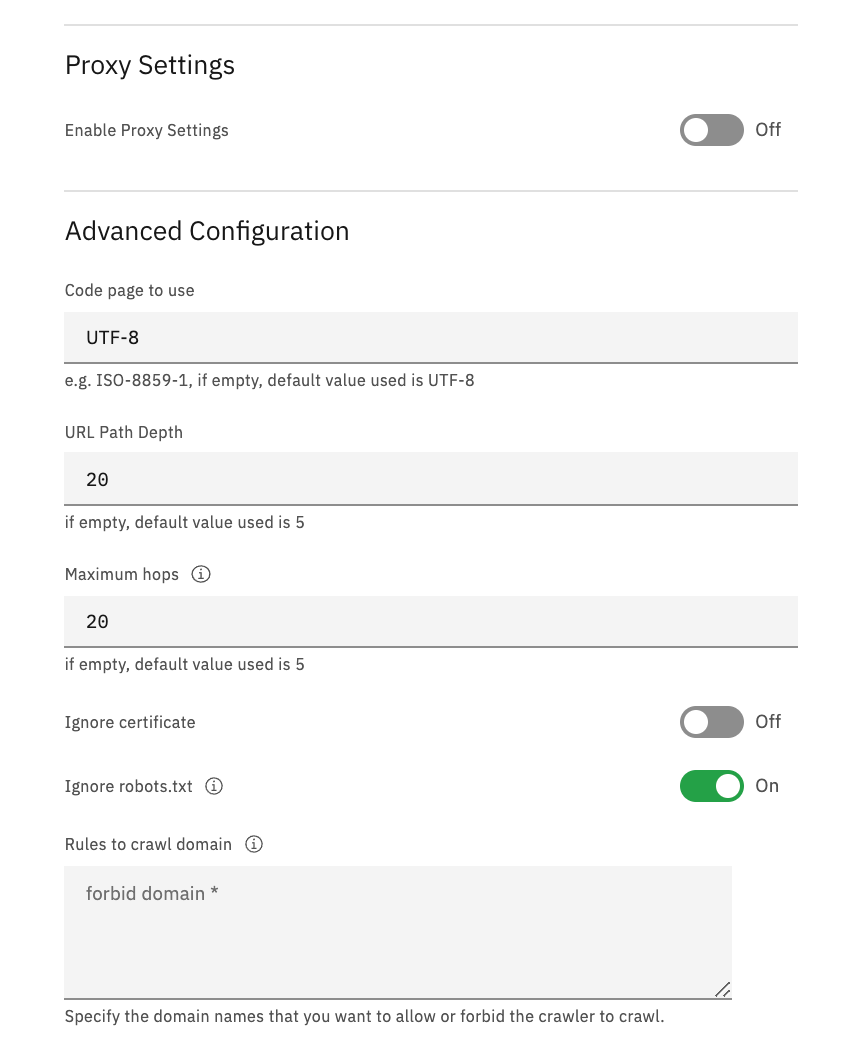 Proxy Settings
Enable Proxy Settings
Off
Advanced Configuration
Code page to use
UTF-8
e.g. ISO-8859-1, if empty, default value used is UTF-8
URL Path Depth
20
if empty, default value used is 5
Maximum hops
20
if empty, default value used is 5
Ignore certificate
Off
Ignore robots.txt
On
Rules to crawl domain
forbid domain *
Specify the domain names that you want to allow or forbid the crawler to crawl.